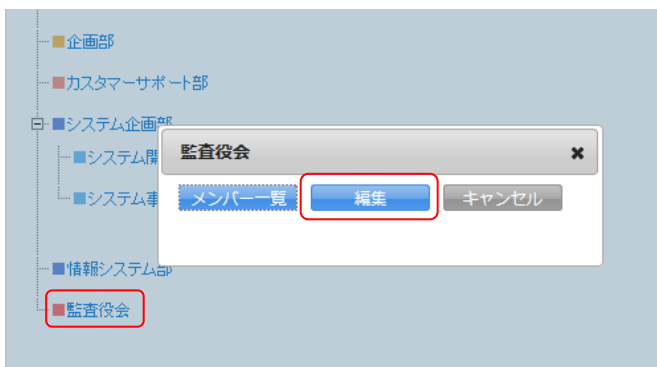 企画部
カスタマーサポート部
システム企画部
システム開
システム事
監査役会
メンバー一覧 編集 キャンセル
情報システム部
監査役会